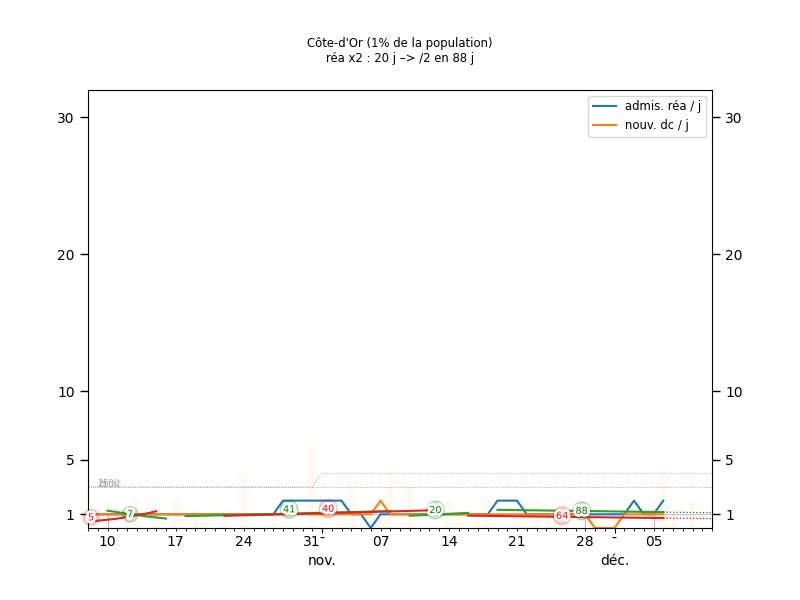 Côte-d'Or (1% de la population)
réa x2 : 20 j –> /2 en 88 j
admis. réa / j
nouv. dc / j
30 30
20 20
10 10
5 5
1 1
-5 7 41 40 20 64 -88
10 17 24 31 07 14 21 28 - 05
nov. déc.